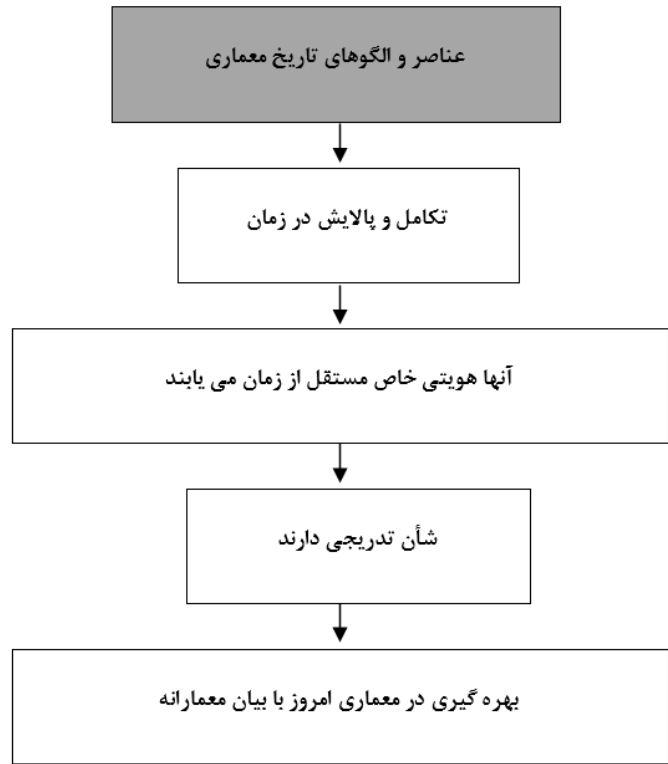 عناصر و الگوهای تاریخ معماری
تکامل و پالایش در زمان
آنها هویتی خاص مستقل از زمان می یابند
شأن تدریجی دارند
بهره گیری در معماری امروز با بیان معمارانه